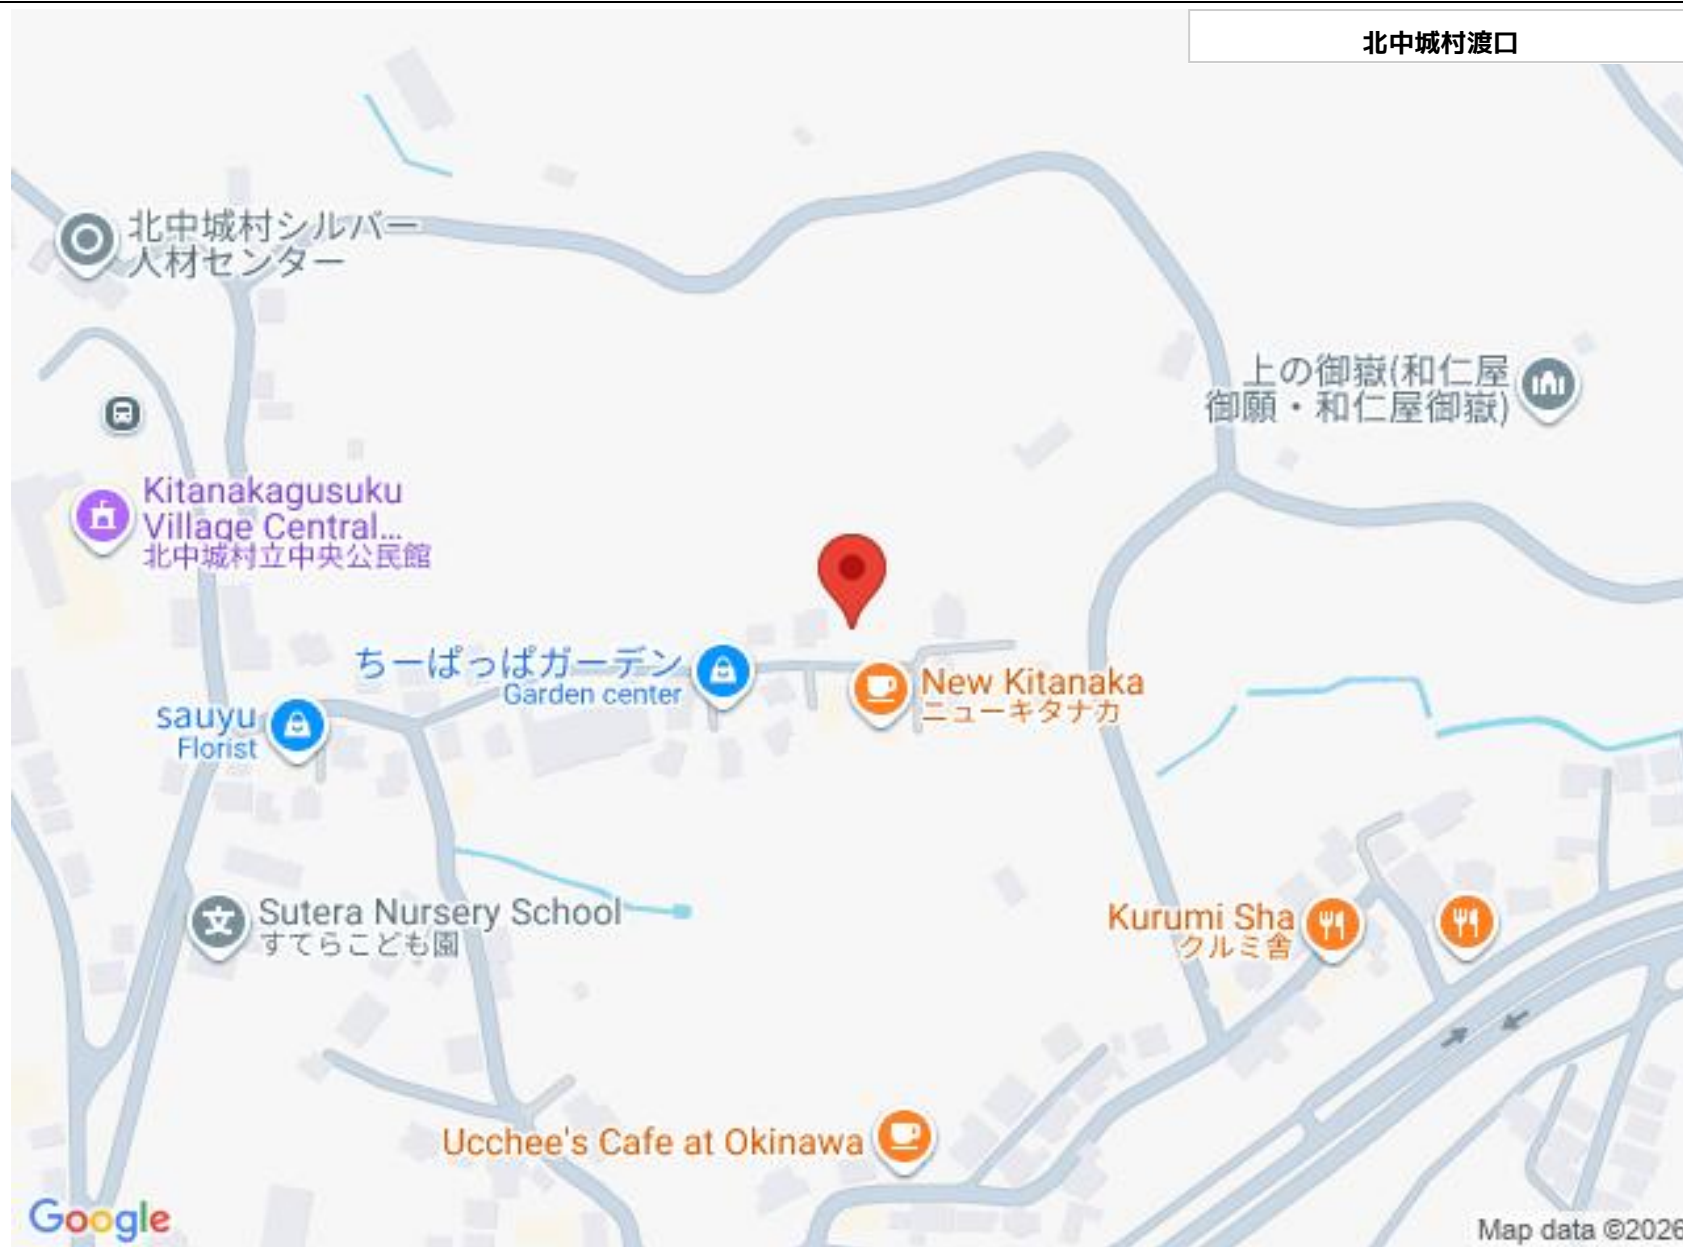 北中城村渡口
北中城村シルバー
人材センター
上の御嶽(和仁屋
御願・和仁屋御嶽)
Kitanakagusuku
Village Central...
北中城村立中央公民館
ちーぱっぱガーデン
Garden center
New Kitanaka
ニューキタナカ
sauyu
Florist
Sutera Nursery School
すてらこども園
Kurumi Sha
クルミ舎
Ucchee's Cafe at Okinawa
Google
Map data ©2026